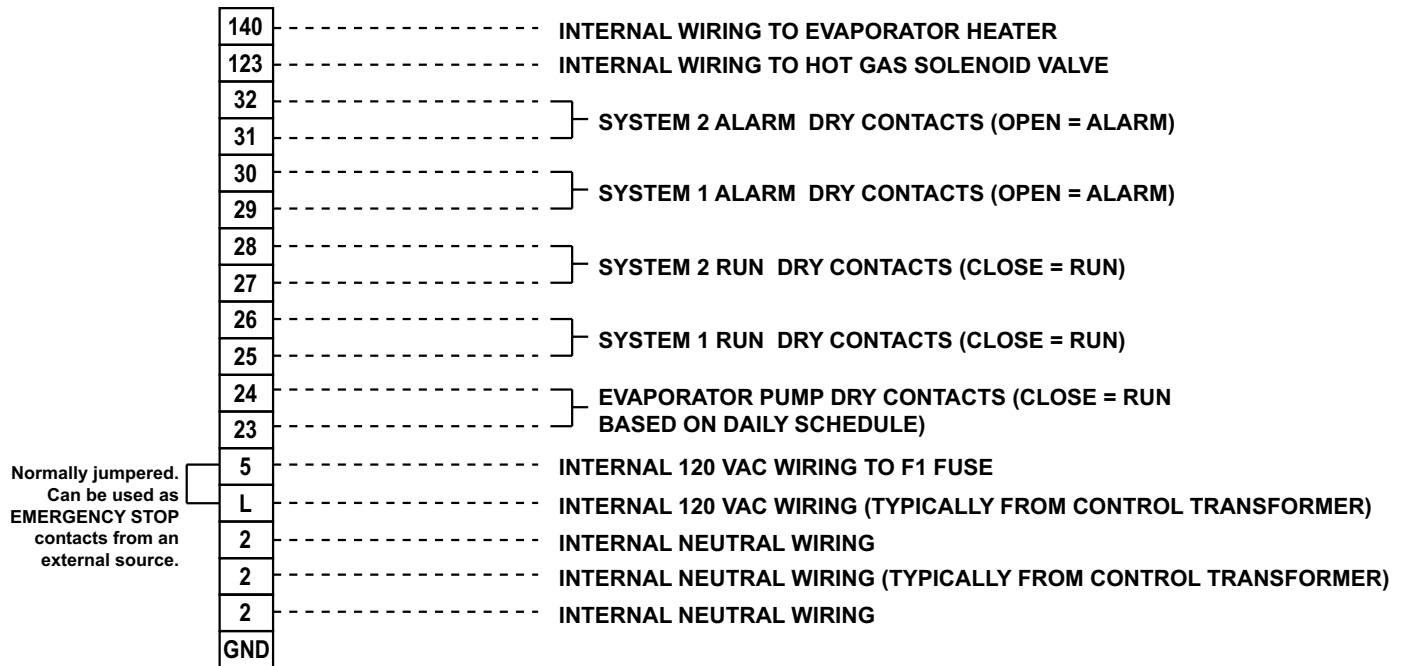 140 INTERNAL WIRING TO EVAPORATOR HEATER
123 INTERNAL WIRING TO HOT GAS SOLENOID VALVE
32
SYSTEM 2 ALARM DRY CONTACTS (OPEN = ALARM)
31
30
SYSTEM 1 ALARM DRY CONTACTS (OPEN = ALARM)
29
28
SYSTEM 2 RUN DRY CONTACTS (CLOSE = RUN)
27
26
SYSTEM 1 RUN DRY CONTACTS (CLOSE = RUN)
25
24
EVAPORATOR PUMP DRY CONTACTS (CLOSE = RUN
BASED ON DAILY SCHEDULE)
23
5 INTERNAL 120 VAC WIRING TO F1 FUSE
L INTERNAL 120 VAC WIRING (TYPICALLY FROM CONTROL TRANSFORMER)
Normally jumpered.
Can be used as
EMERGENCY STOP
contacts from an
external source.
2 INTERNAL NEUTRAL WIRING
2 INTERNAL NEUTRAL WIRING (TYPICALLY FROM CONTROL TRANSFORMER)
2 INTERNAL NEUTRAL WIRING
GND